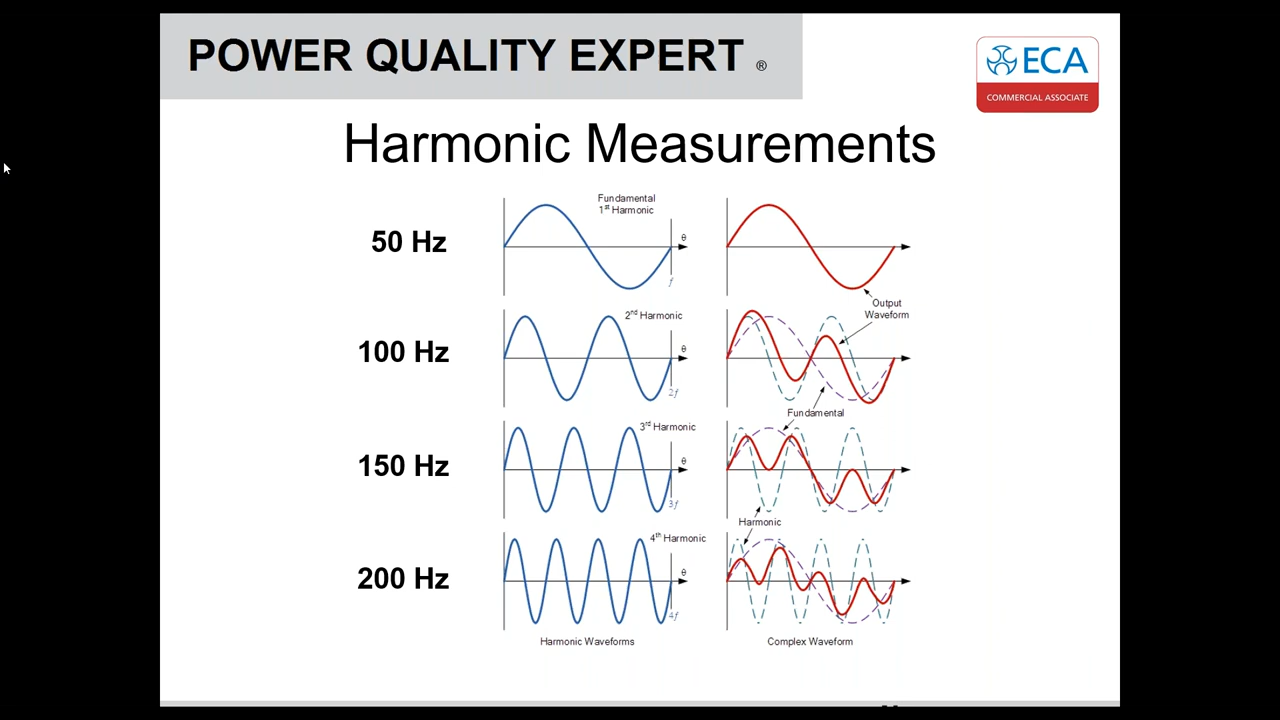 POWER QUALITY EXPERT ®
ECA
COMMERCIAL ASSOCIATE
Harmonic Measurements
50 Hz
Fundamental
1st Harmonic
θ
f
Output
Waveform
100 Hz
2nd Harmonic
θ
2f
Fundamental
150 Hz
3rd Harmonic
θ
3f
Harmonic
200 Hz
4th Harmonic
θ
4f
Harmonic Waveforms
Complex Waveform